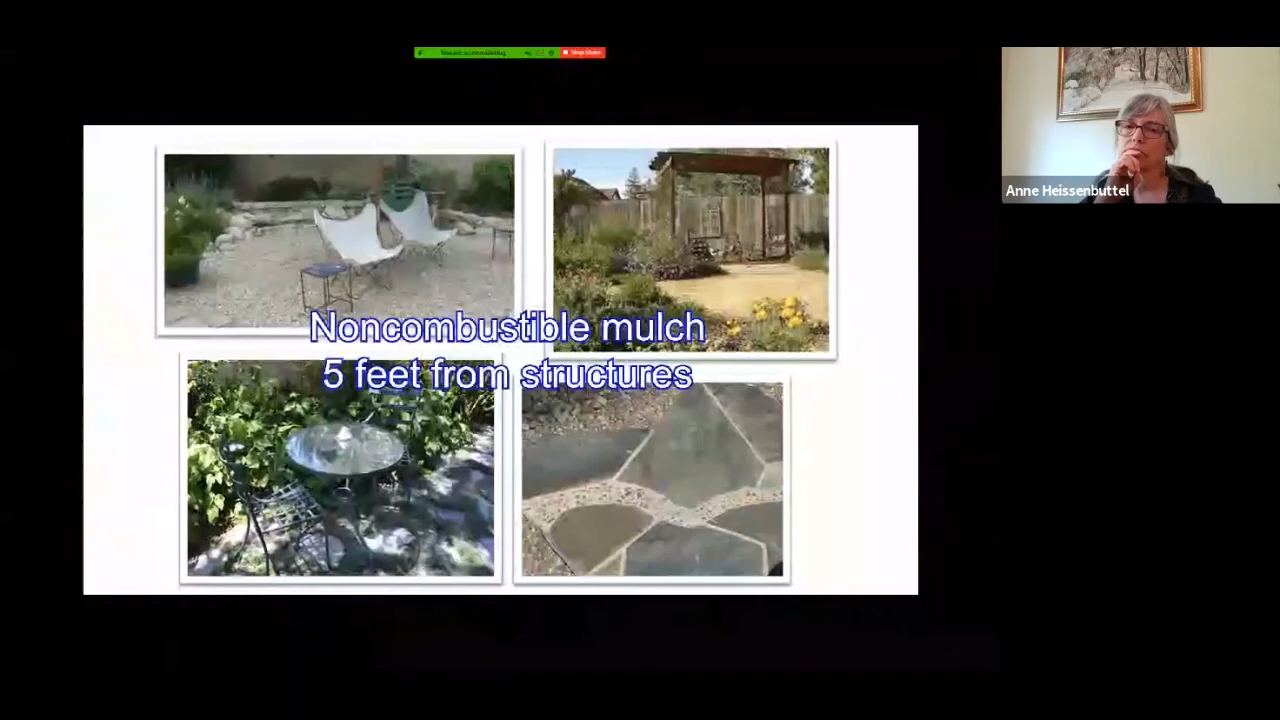 Anne Heissenbuttel
Noncombustible mulch
5 feet from structures